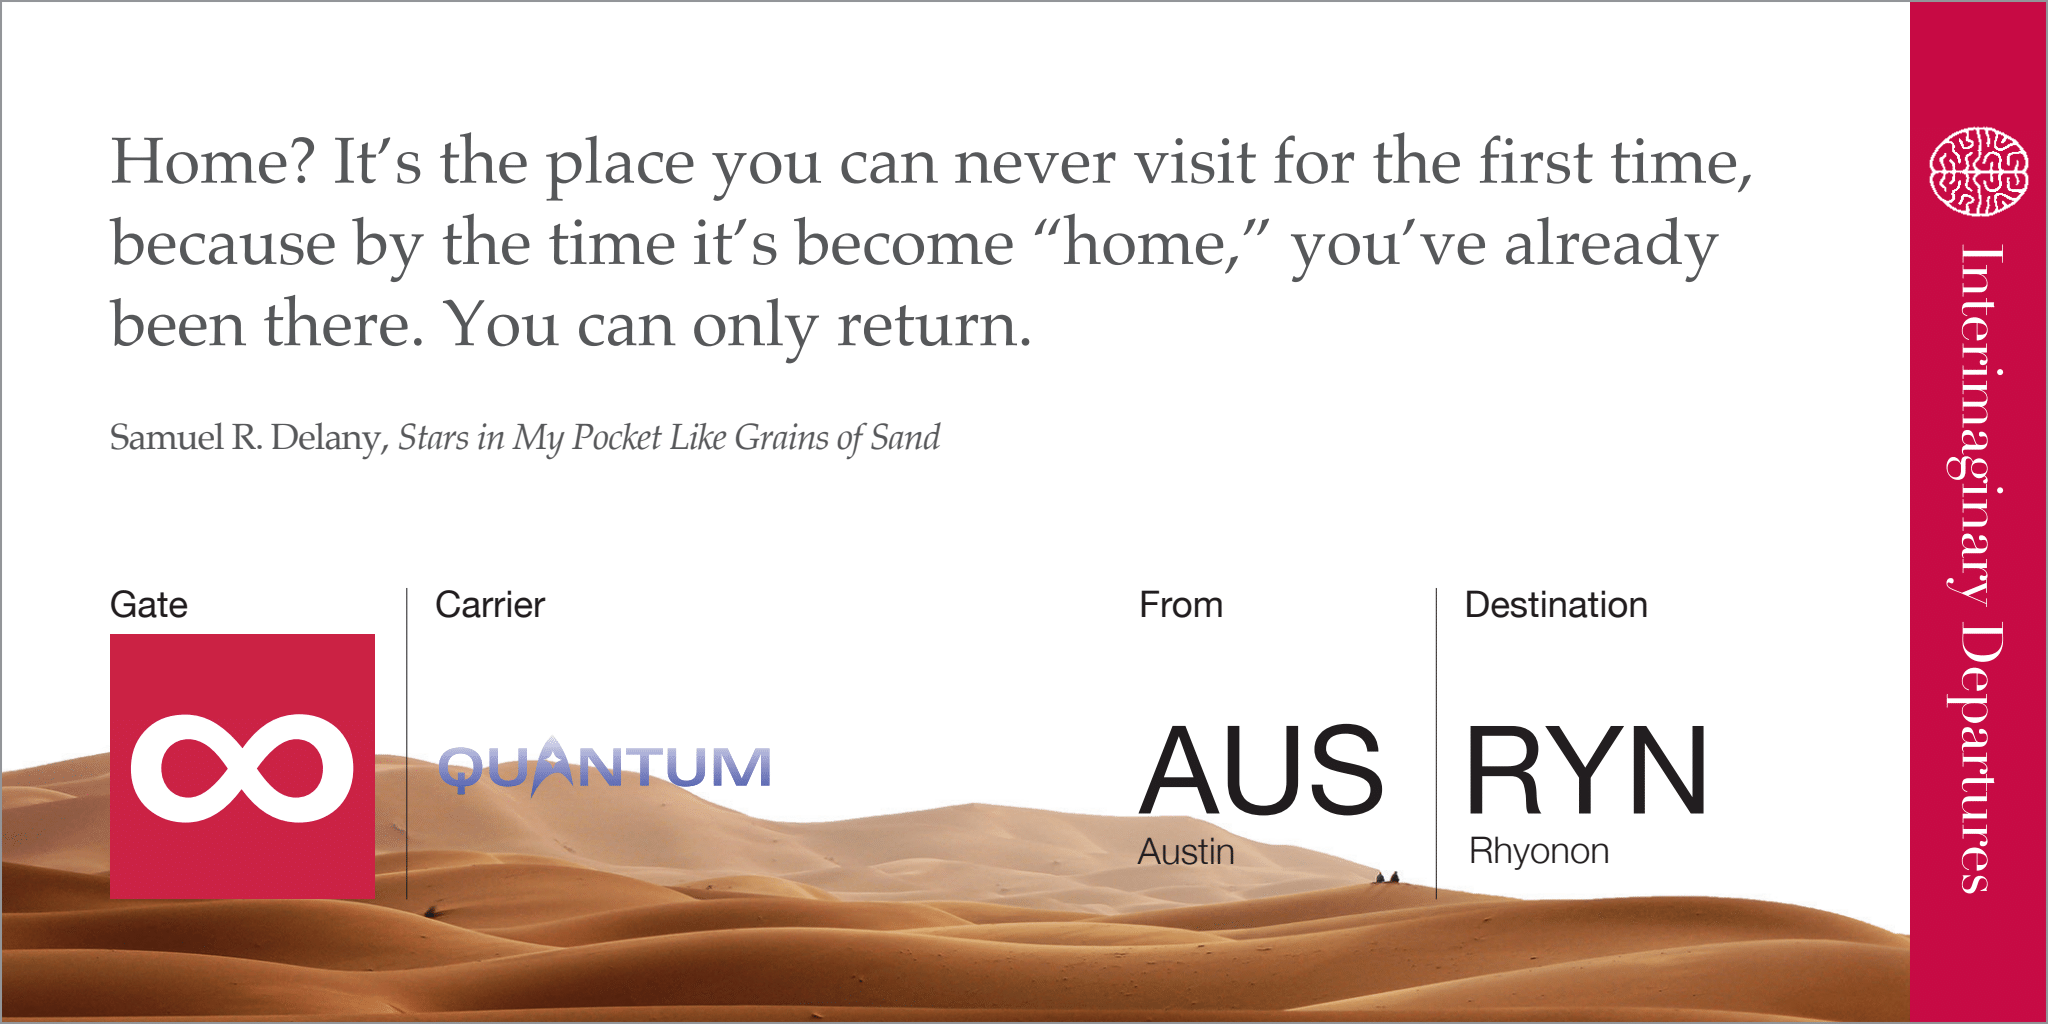 Home? It’s the place you can never visit for the first time,
because by the time it’s become “home,” you’ve already
been there. You can only return.
Samuel R. Delany, Stars in My Pocket Like Grains of Sand
Gate
∞
Carrier
QUANTUM
From
AUS
Austin
Destination
RYN
Rhyonon
Interimaginary Departures